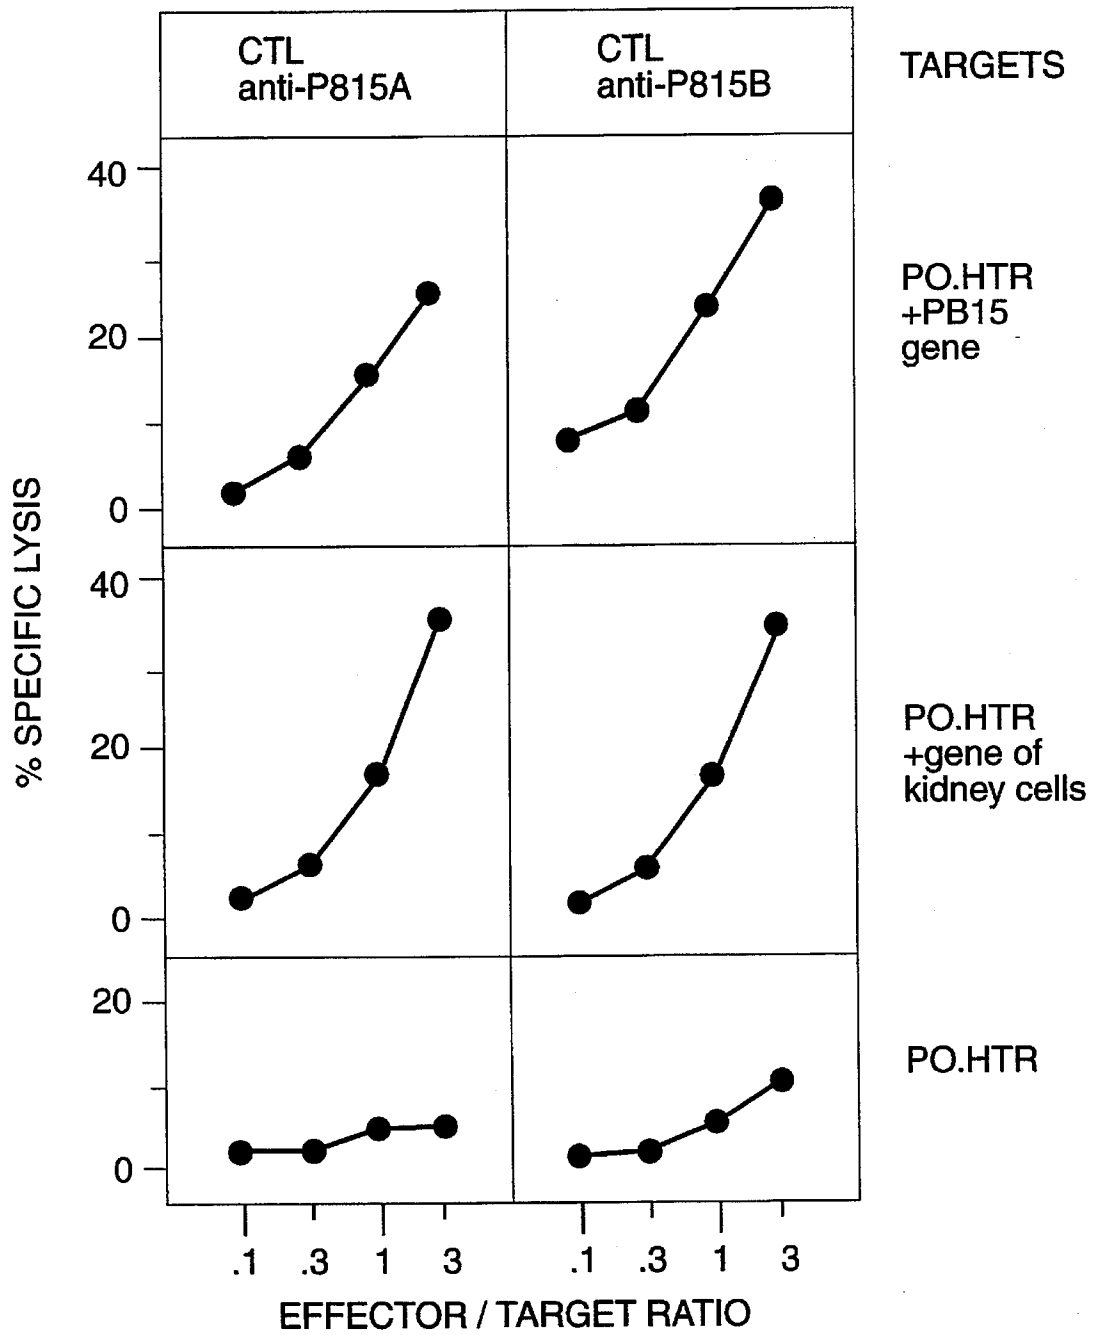 CTL
anti-P815A
CTL
anti-P815B
TARGETS
40
20
0
PO.HTR
+PB15
gene
% SPECIFIC LYSIS
40
20
0
PO.HTR
+gene of
kidney cells
20
0
PO.HTR
.1 .3 1 3 .1 .3 1 3
EFFECTOR / TARGET RATIO